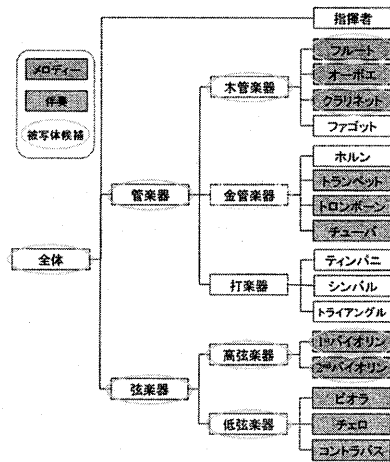 指揮者
フルート
メロディー
オーボエ
木管楽器
伴奏
クラリネット
被写体候補
ファゴット
ホルン
トランペット
管楽器
金管楽器
トロンボーン
チューバ
全体
ティンパニ
打楽器
シンバル
トライアングル
1stバイオリン
高弦楽器
2ndバイオリン
弦楽器
ビオラ
低弦楽器
チェロ
コントラバス